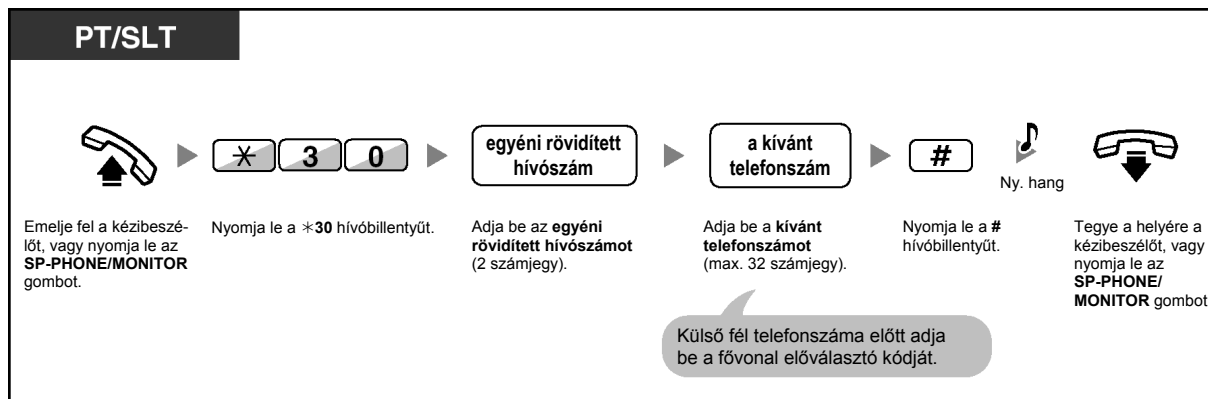 PT/SLT
✳ 3 0
egyéni rövidített
hívószám
a kívánt
telefonszám
#
Ny. hang
Emelje fel a kézibeszé-
lőt, vagy nyomja le az
SP-PHONE/MONITOR
gombot.
Nyomja le a ✳30 hívóbillentyűt.
Adja be az egyéni
rövidített hívószámot
(2 számjegy).
Adja be a kívánt
telefonszámot
(max. 32 számjegy).
Nyomja le a #
hívóbillentyűt.
Tegye a helyére a
kézibeszélőt, vagy
nyomja le az
SP-PHONE/
MONITOR gombot
Külső fél telefonszáma előtt adja
be a fővonal előválasztó kódját.